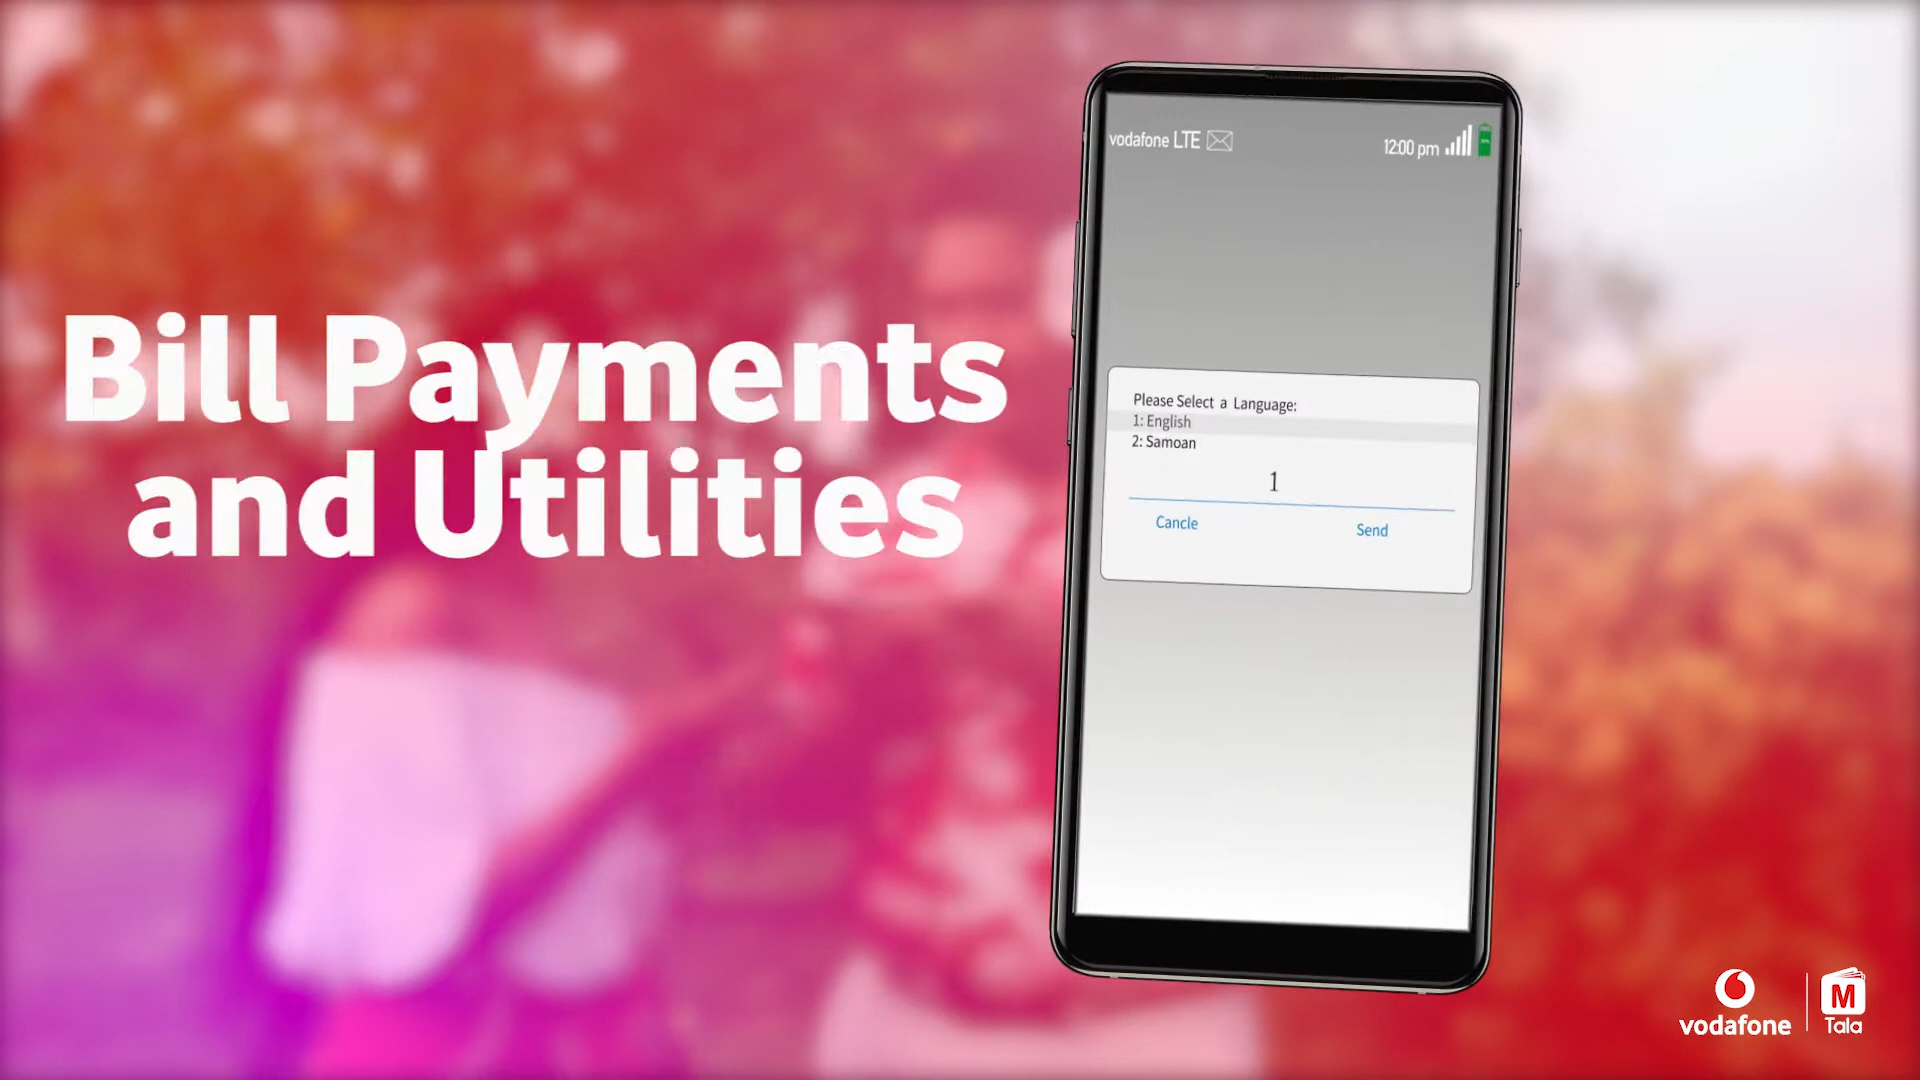 Bill Payments
and Utilities
vodafone LTE
12:00 pm
Please Select a Language:
1: English
2: Samoan
1
Cancle
Send
vodafone
M
Tala